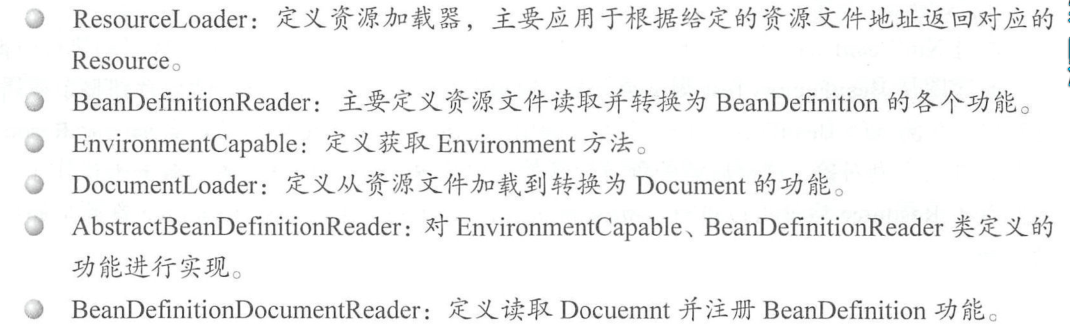 ResourceLoader：定义资源加载器，主要应用于根据给定的资源文件地址返回对应的
Resource。
BeanDefinitionReader：主要定义资源文件读取并转换为 BeanDefinition 的各个功能。
EnvironmentCapable：定义获取 Environment 方法。
DocumentLoader：定义从资源文件加载到转换为 Document 的功能。
AbstractBeanDefinitionReader：对 EnvironmentCapable、BeanDefinitionReader 类定义的
功能进行实现。
BeanDefinitionDocumentReader：定义读取 Docuemnt 并注册 BeanDefinition 功能。